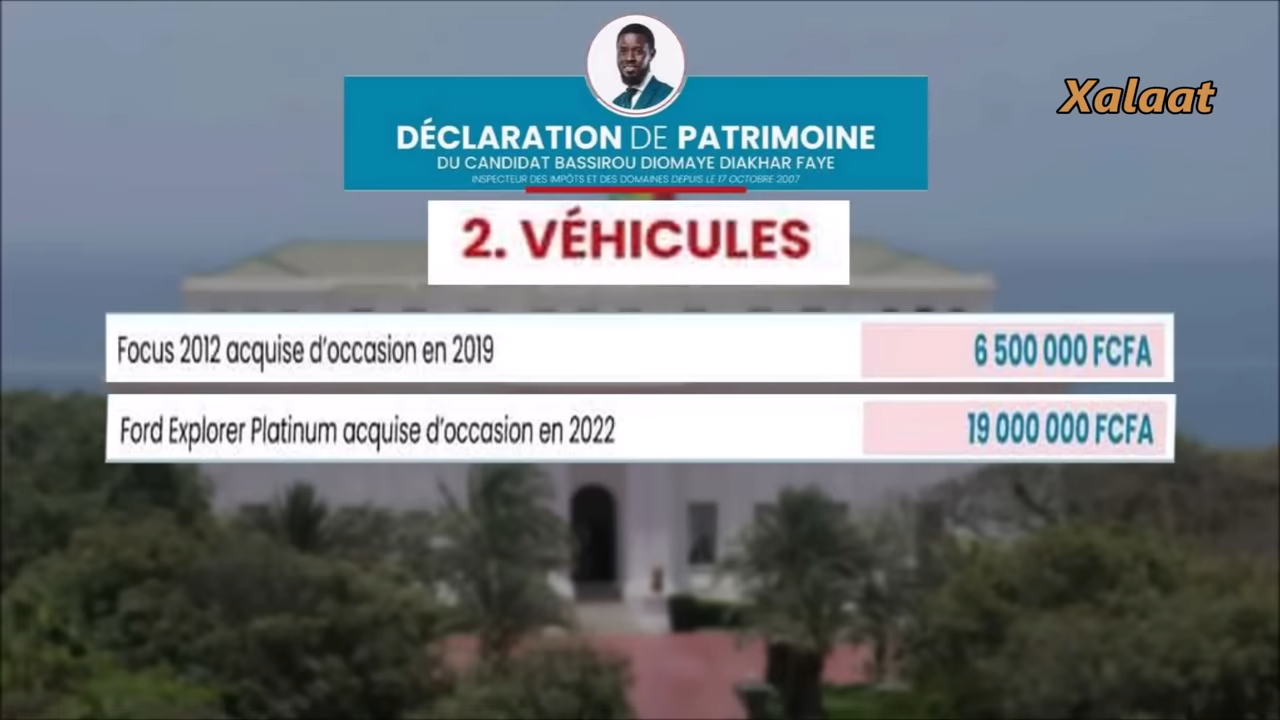 Xalaat
DÉCLARATION DE PATRIMOINE
DU CANDIDAT BASSIROU DIOMAYE DIAKHAR FAYE
INSPECTEUR DES IMPÔTS ET DES DOMAINES DEPUIS LE 17 OCTOBRE 2007
2. VÉHICULES
Focus 2012 acquise d'occasion en 2019 6 500 000 FCFA
Ford Explorer Platinum acquise d'occasion en 2022 19 000 000 FCFA